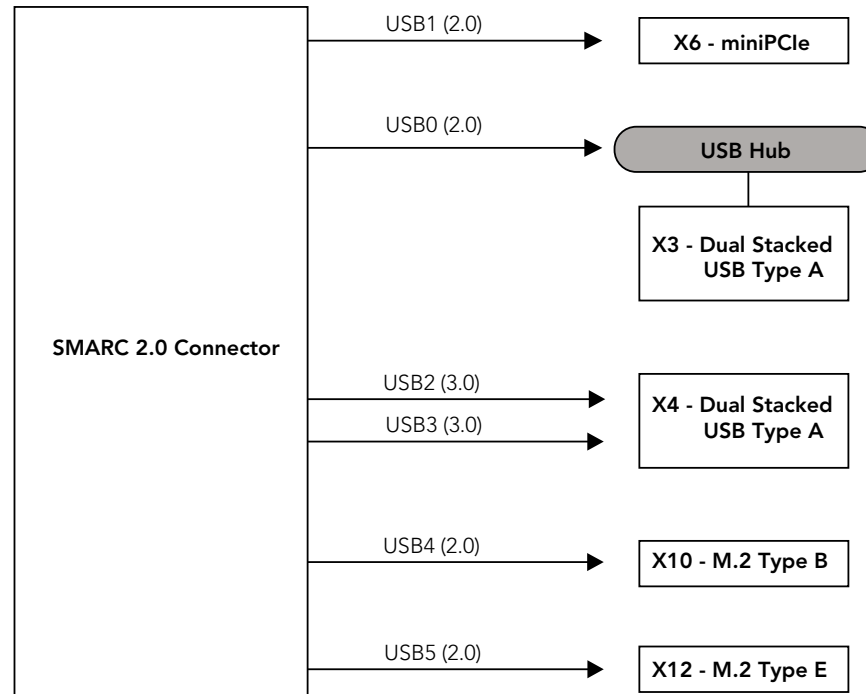 USB1 (2.0)
X6 - miniPCIe
USB0 (2.0)
USB Hub
X3 - Dual Stacked
USB Type A
SMARC 2.0 Connector
USB2 (3.0)
USB3 (3.0)
X4 - Dual Stacked
USB Type A
USB4 (2.0)
X10 - M.2 Type B
USB5 (2.0)
X12 - M.2 Type E